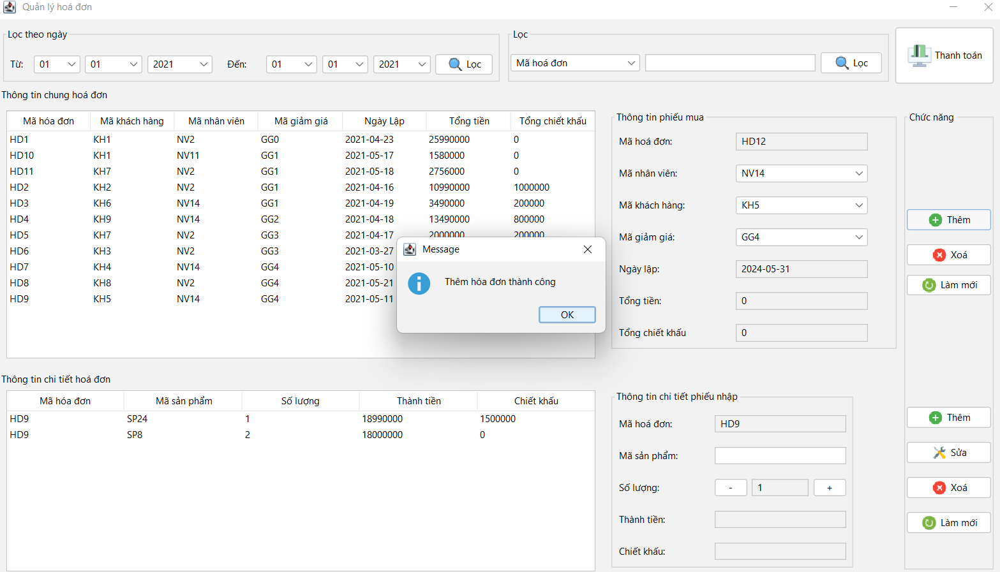 Quản lý hoá đơn
Lọc theo ngày
Từ: 01 01 2021 Đến: 01 01 2021 Lọc
Lọc
Mã hoá đơn Lọc
Thanh toán
Thông tin chung hoá đơn
Mã hóa đơn Mã khách hàng Mã nhân viên Mã giảm giá Ngày Lập Tổng tiền Tổng chiết khấu
HD1 KH1 NV2 GG0 2021-04-23 25990000 0
HD10 KH1 NV11 GG1 2021-05-17 1580000 0
HD11 KH7 NV2 GG1 2021-05-18 2756000 0
HD2 KH2 NV2 GG1 2021-04-16 10990000 1000000
HD3 KH6 NV14 GG1 2021-04-19 3490000 200000
HD4 KH9 NV14 GG2 2021-04-18 13490000 800000
HD5 KH7 NV2 GG3 2021-04-17 2000000 200000
HD6 KH3 NV2 GG3 2021-03-27
HD7 KH4 NV14 GG4 2021-05-10
HD8 KH8 NV2 GG4 2021-05-21
HD9 KH5 NV14 GG4 2021-05-11
Message
Thêm hóa đơn thành công
OK
Thông tin phiếu mua
Mã hoá đơn: HD12
Mã nhân viên: NV14
Mã khách hàng: KH5
Mã giảm giá: GG4
Ngày lập: 2024-05-31
Tổng tiền: 0
Tổng chiết khấu 0
Chức năng
Thêm
Xoá
Làm mới
Thông tin chi tiết hoá đơn
Mã hóa đơn Mã sản phẩm Số lượng Thành tiền Chiết khấu
HD9 SP24 1 18990000 1500000
HD9 SP8 2 18000000 0
Thông tin chi tiết phiếu nhập
Mã hoá đơn: HD9
Mã sản phẩm:
Số lượng: - 1 +
Thành tiền:
Chiết khấu:
Thêm
Sửa
Xoá
Làm mới